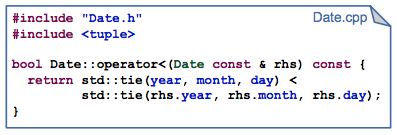 Date.cpp
#include "Date.h"
#include <tuple>
bool Date::operator<(Date const & rhs) const {
return std::tie(year, month, day) <
std::tie(rhs.year, rhs.month, rhs.day);
}